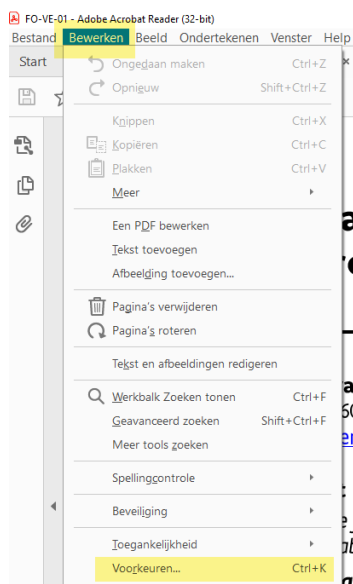 FO-VE-01 - Adobe Acrobat Reader (32-bit)
Bestand Bewerken Beeld Ondertekenen Venster Help
Start
Ongedaan maken Ctrl+Z
Opnieuw Shift+Ctrl+Z
Knippen Ctrl+X
Kopiëren Ctrl+C
Plakken Ctrl+V
Meer
Een PDF bewerken
Tekst toevoegen
Afbeelding toevoegen...
Pagina's verwijderen
Pagina's roteren
Tekst en afbeeldingen redigeren
Werkbalk Zoeken tonen Ctrl+F
Geavanceerd zoeken Shift+Ctrl+F
Meer tools zoeken
Spellingcontrole
Beveiliging
Toegankelijkheid
Voorkeuren... Ctrl+K